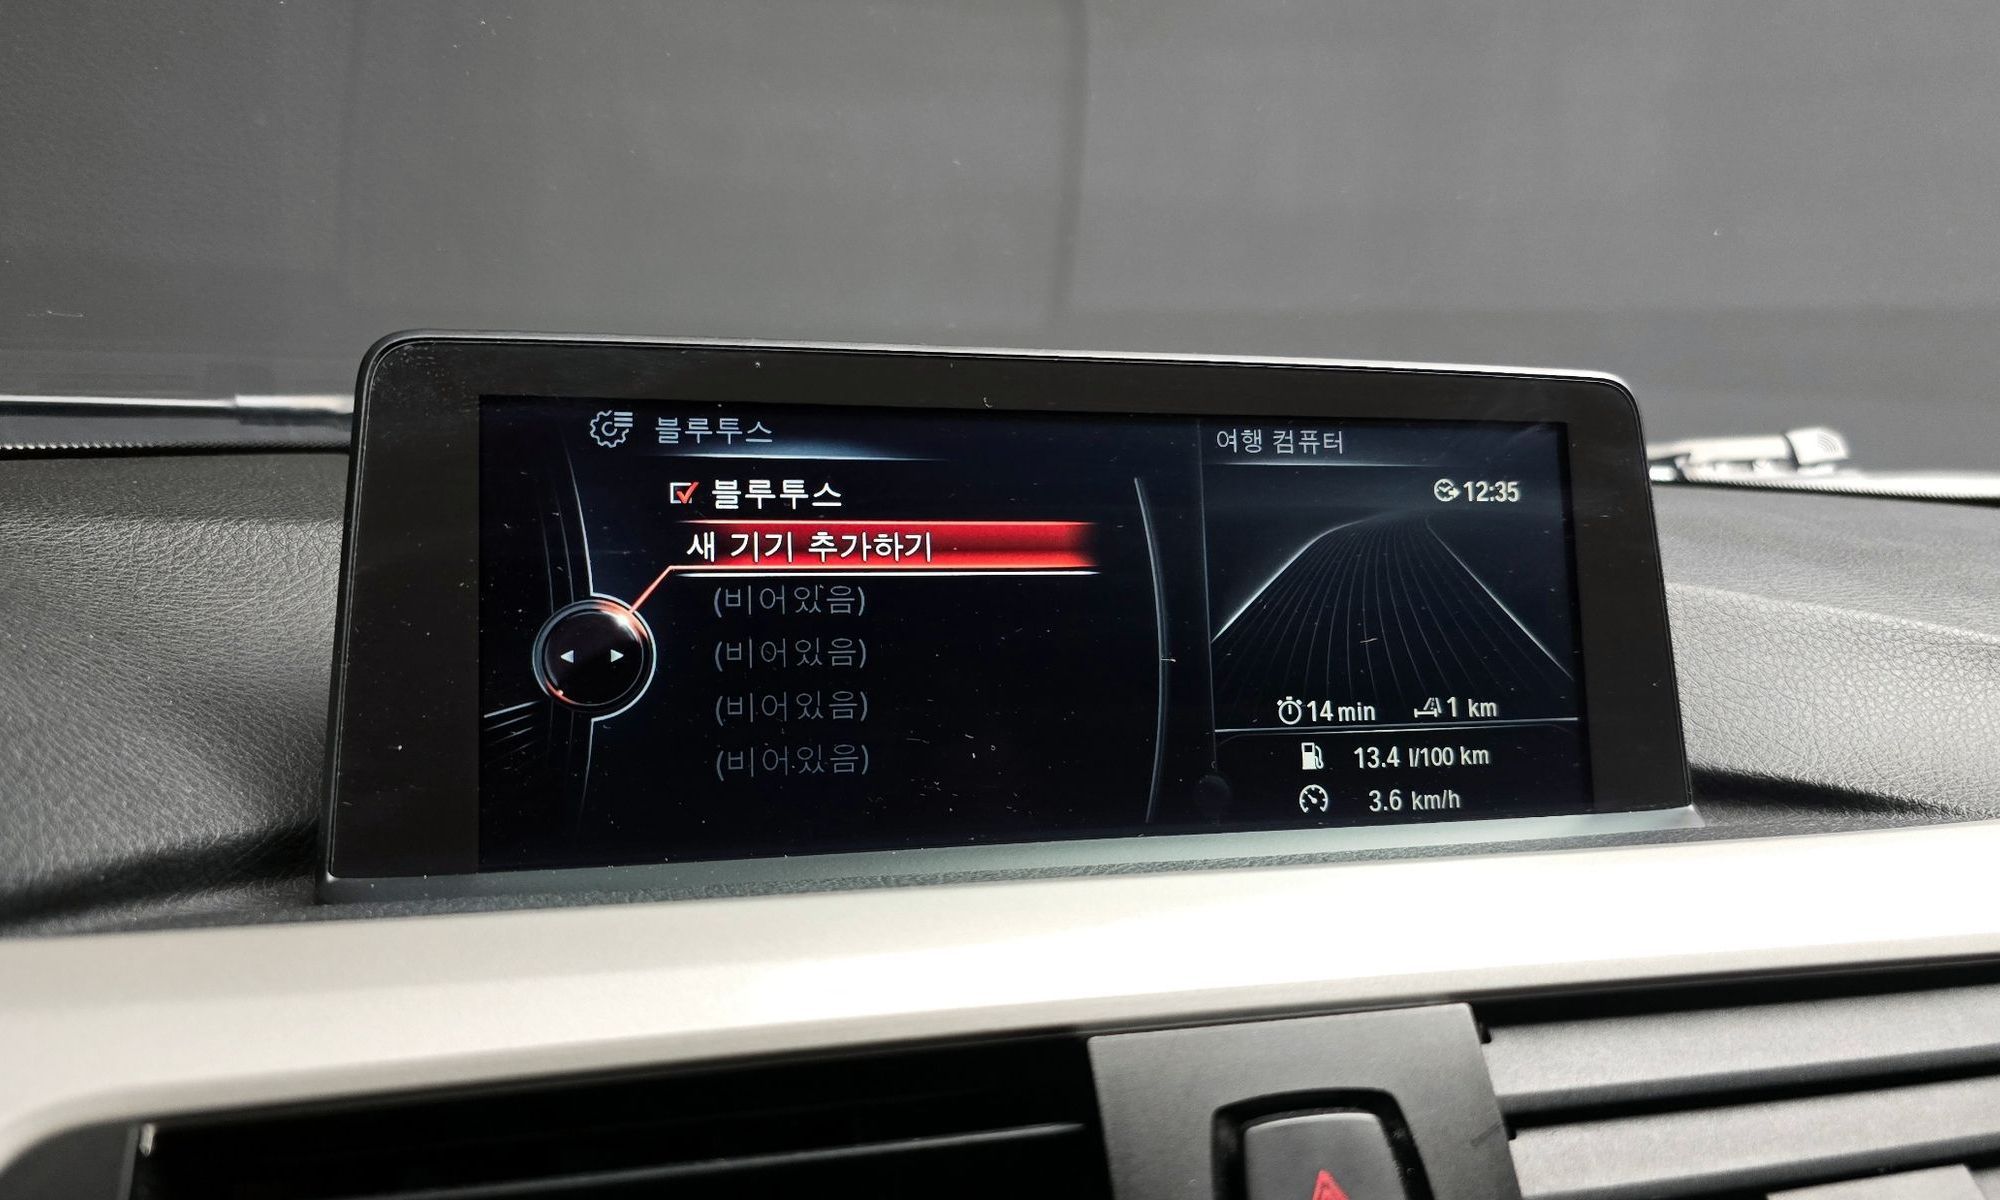 블루투스
블루투스
새 기기 추가하기
(비어있음)
(비어있음)
(비어있음)
(비어있음)
여행 컴퓨터
12:35
14 min 1 km
13.4 l/100 km
3.6 km/h